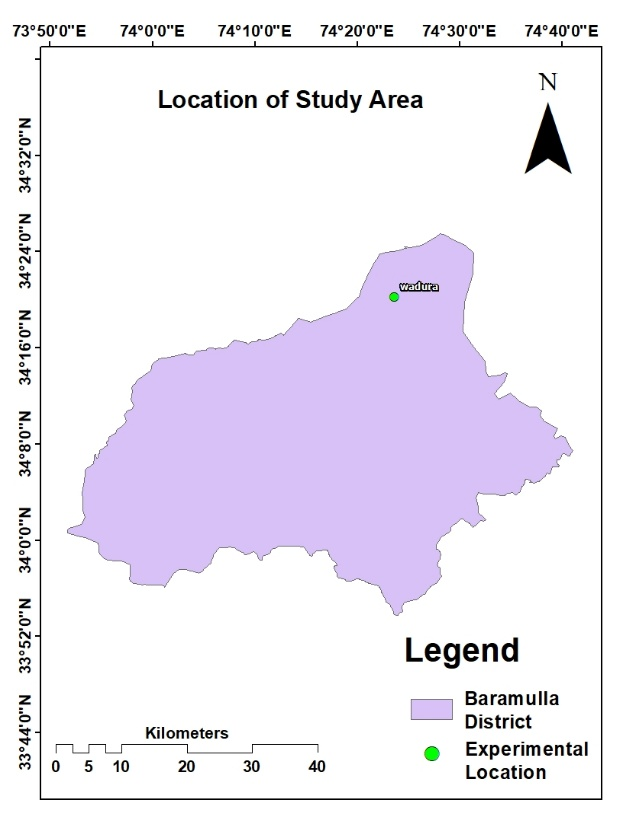 73°50'0"E 74°0'0"E 74°10'0"E 74°20'0"E 74°30'0"E 74°40'0"E
Location of Study Area
N
34°32'0"N
34°24'0"N
wadura
34°16'0"N
34°8'0"N
34°0'0"N
33°52'0"N
33°44'0"N
Legend
Baramulla
District
Experimental
Location
Kilometers
0 5 10 20 30 40